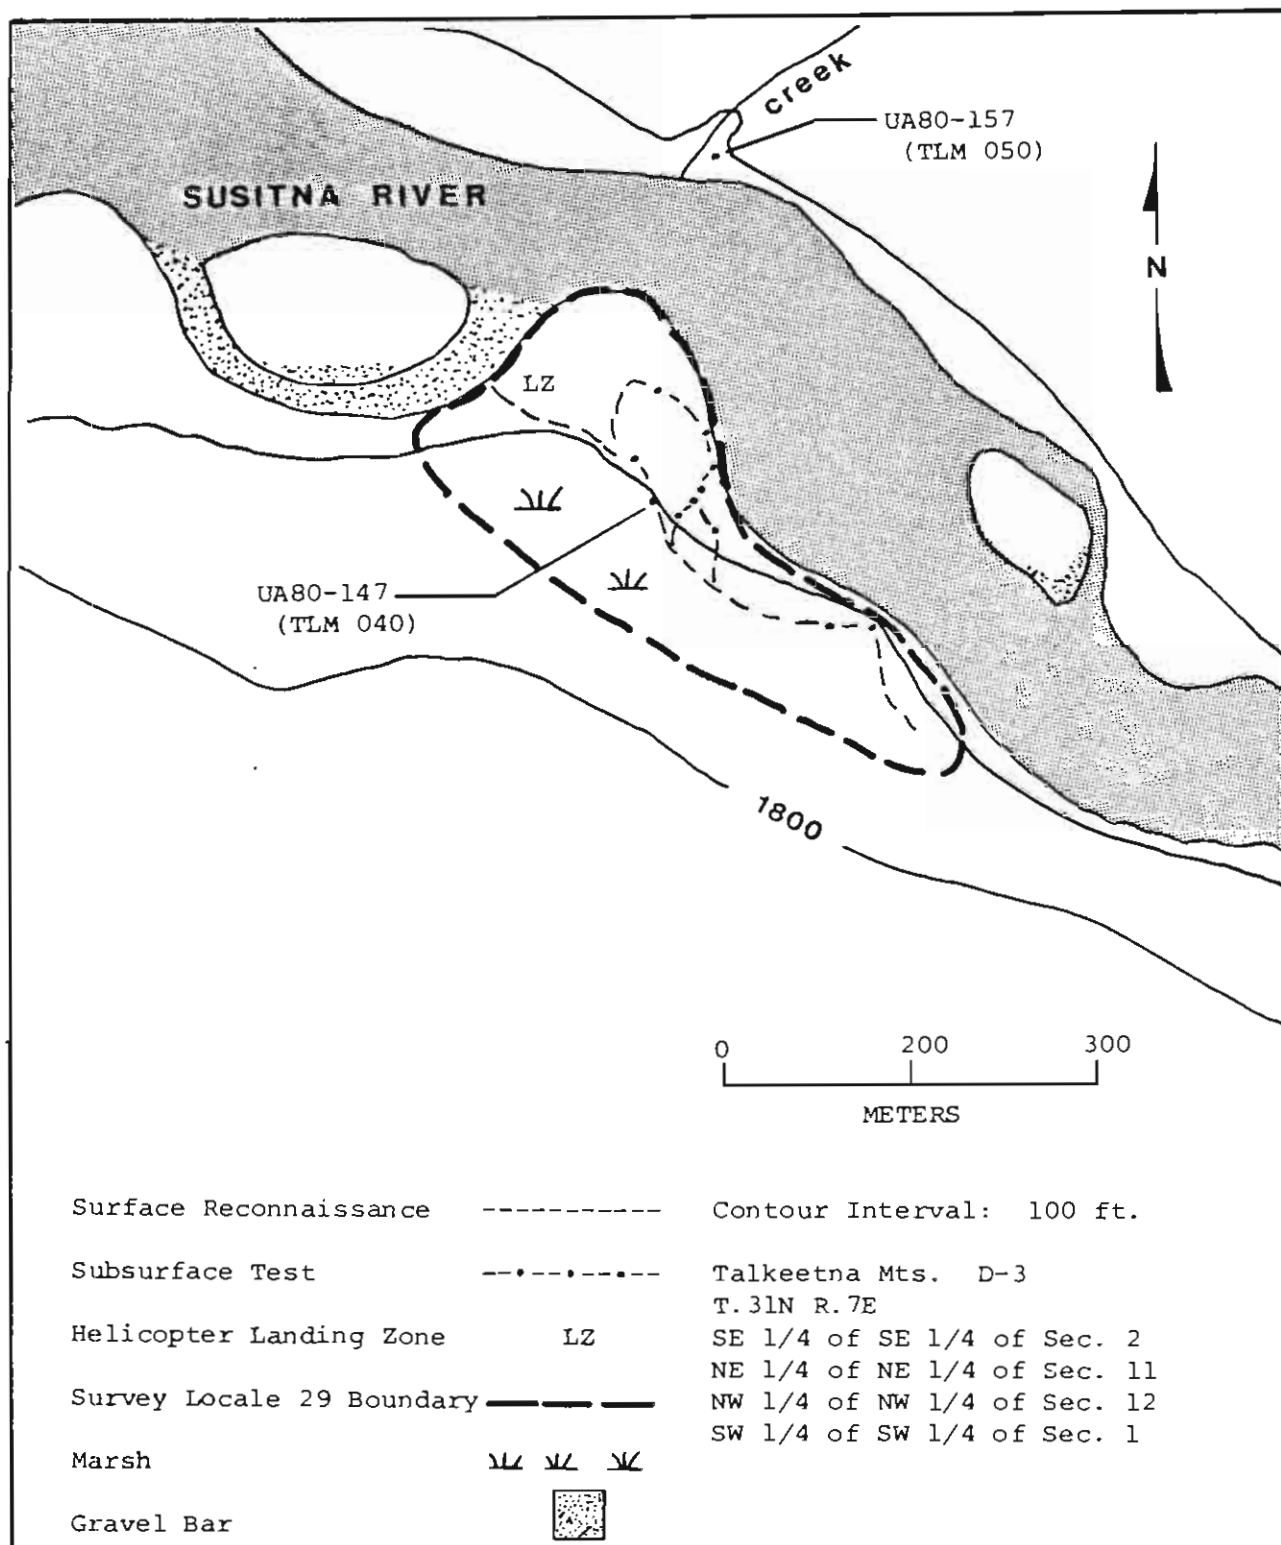 creek
UA80-157
(TLM 050)
SUSITNA RIVER
N
LZ
UA80-147
(TLM 040)
1800
0 200 300
METERS
Surface Reconnaissance
Subsurface Test
Helicopter Landing Zone LZ
Survey Locale 29 Boundary
Marsh
Gravel Bar
Contour Interval: 100 ft.
Talkeetna Mts. D-3
T.31N R.7E
SE 1/4 of SE 1/4 of Sec. 2
NE 1/4 of NE 1/4 of Sec. 11
NW 1/4 of NW 1/4 of Sec. 12
SW 1/4 of SW 1/4 of Sec. 1